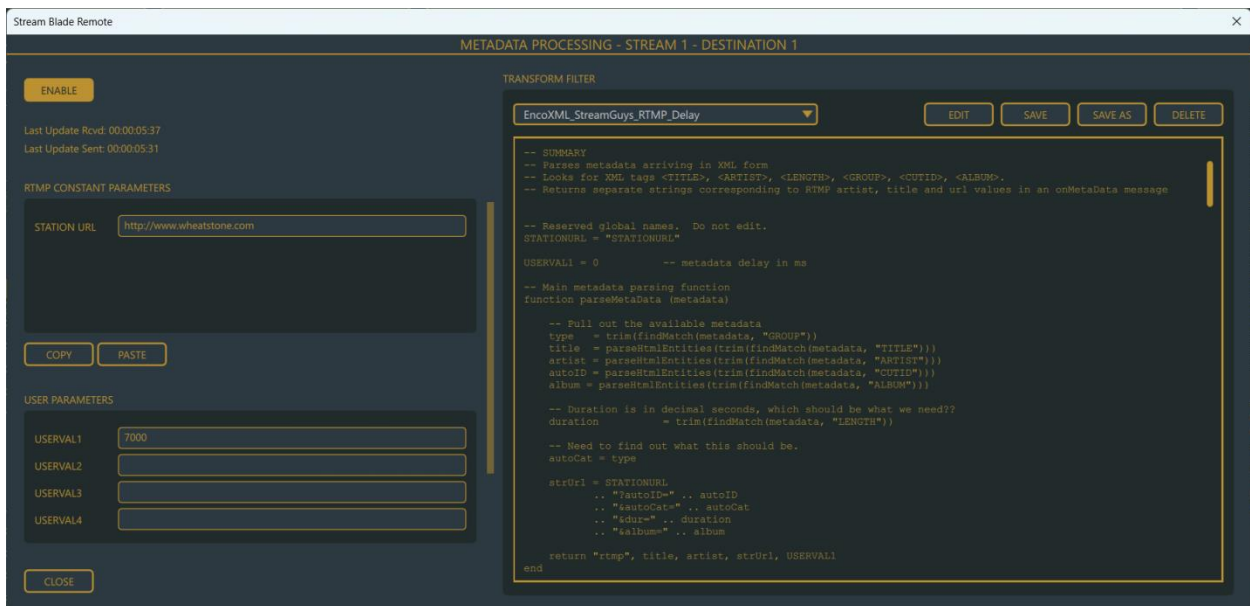 Stream Blade Remote
METADATA PROCESSING - STREAM 1 - DESTINATION 1
ENABLE
Last Update Rcvd: 00:00:05:37
Last Update Sent: 00:00:05:31
RTMP CONSTANT PARAMETERS
STATION URL http://www.wheatstone.com
COPY PASTE
USER PARAMETERS
USERVAL1 7000
USERVAL2
USERVAL3
USERVAL4
CLOSE
TRANSFORM FILTER
EncoXML_StreamGuys_RTMP_Delay EDIT SAVE SAVE AS DELETE
-- SUMMARY
-- Parses metadata arriving in XML form
-- Looks for XML tags <TITLE>, <ARTIST>, <LENGTH>, <GROUP>, <CUTID>, <ALBUM>.
-- Returns separate strings corresponding to RTMP artist, title and url values in an onMetaData message
-- Reserved global names.  Do not edit.
STATIONURL = "STATIONURL"
USERVAL1 = 0         -- metadata delay in ms
-- Main metadata parsing function
function parseMetaData (metadata)
-- Pull out the available metadata
type   = trim(findMatch(metadata, "GROUP"))
title  = parseHtmlEntities(trim(findMatch(metadata, "TITLE")))
artist = parseHtmlEntities(trim(findMatch(metadata, "ARTIST")))
autoID = parseHtmlEntities(trim(findMatch(metadata, "CUTID")))
album = parseHtmlEntities(trim(findMatch(metadata, "ALBUM")))
-- Duration is in decimal seconds, which should be what we need??
duration         = trim(findMatch(metadata, "LENGTH"))
-- Need to find out what this should be.
autoCat = type
strUrl = STATIONURL
.. "?autoID=" .. autoID
.. "&autoCat=" .. autoCat
.. "&dur=" .. duration
.. "&album=" .. album
return "rtmp", title, artist, strUrl, USERVAL1
end